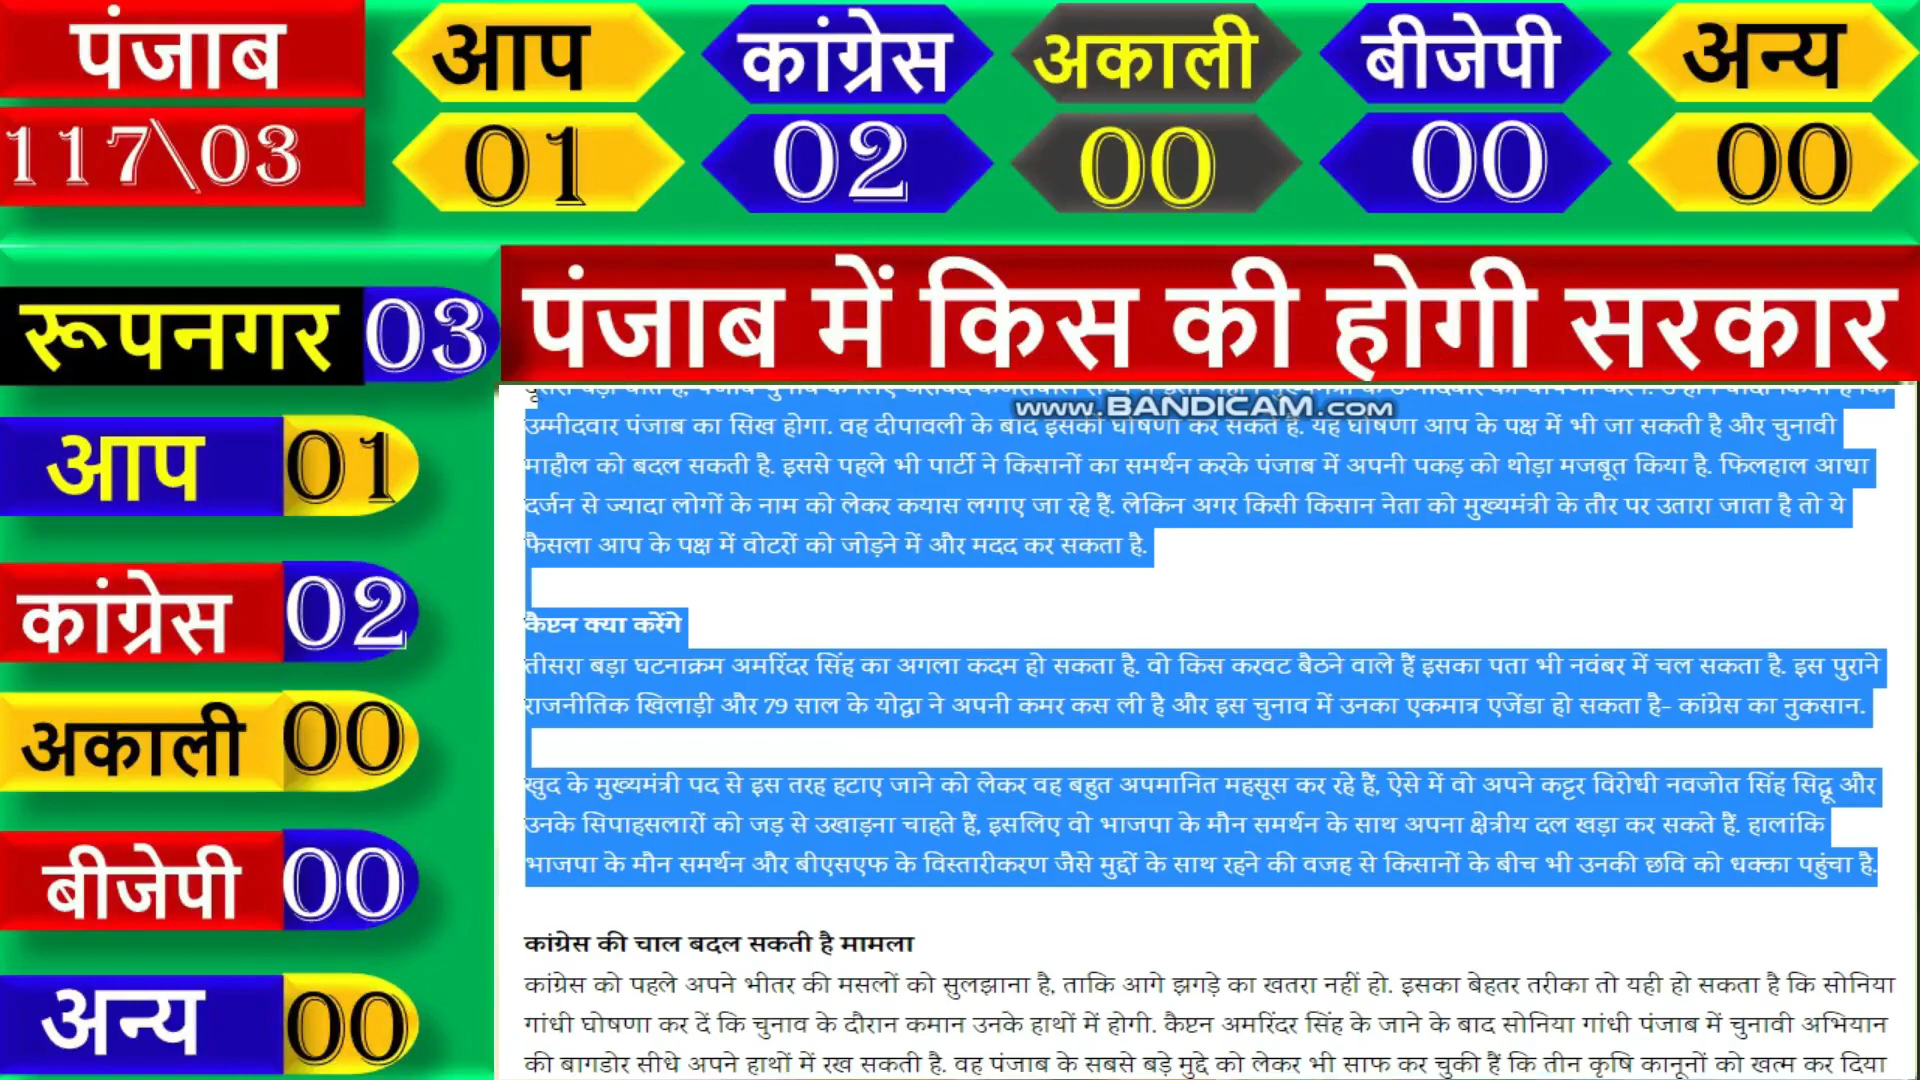 पंजाब आप कांग्रेस अकाली बीजेपी अन्य
117\03 01 02 00 00 00
रूपनगर 03
पंजाब में किस की होगी सरकार
आप 01
कांग्रेस 02
अकाली 00
बीजेपी 00
अन्य 00
www.BANDICAM.com
उम्मीदवार पंजाब का सिख होगा. वह दीपावली के बाद इसकी घोषणा कर सकते हैं. यह घोषणा आप के पक्ष में भी जा सकती है और चुनावी
माहौल को बदल सकती है. इससे पहले भी पार्टी ने किसानों का समर्थन करके पंजाब में अपनी पकड़ को थोड़ा मजबूत किया है. फिलहाल आधा
दर्जन से ज्यादा लोगों के नाम को लेकर कयास लगाए जा रहे हैं. लेकिन अगर किसी किसान नेता को मुख्यमंत्री के तौर पर उतारा जाता है तो ये
फैसला आप के पक्ष में वोटरों को जोड़ने में और मदद कर सकता है.
कैप्टन क्या करेंगे
तीसरा बड़ा घटनाक्रम अमरिंदर सिंह का अगला कदम हो सकता है. वो किस करवट बैठने वाले हैं इसका पता भी नवंबर में चल सकता है. इस पुराने
राजनीतिक खिलाड़ी और 79 साल के योद्धा ने अपनी कमर कस ली है और इस चुनाव में उनका एकमात्र एजेंडा हो सकता है- कांग्रेस का नुकसान.
खुद के मुख्यमंत्री पद से इस तरह हटाए जाने को लेकर वह बहुत अपमानित महसूस कर रहे हैं, ऐसे में वो अपने कट्टर विरोधी नवजोत सिंह सिद्धू और
उनके सिपाहसलारों को जड़ से उखाड़ना चाहते हैं, इसलिए वो भाजपा के मौन समर्थन के साथ अपना क्षेत्रीय दल खड़ा कर सकते हैं. हालांकि
भाजपा के मौन समर्थन और बीएसएफ के विस्तारीकरण जैसे मुद्दों के साथ रहने की वजह से किसानों के बीच भी उनकी छवि को धक्का पहुंचा है.
कांग्रेस की चाल बदल सकती है मामला
कांग्रेस को पहले अपने भीतर की मसलों को सुलझाना है, ताकि आगे झगड़े का खतरा नहीं हो. इसका बेहतर तरीका तो यही हो सकता है कि सोनिया
गांधी घोषणा कर दें कि चुनाव के दौरान कमान उनके हाथों में होगी. कैप्टन अमरिंदर सिंह के जाने के बाद सोनिया गांधी पंजाब में चुनावी अभियान
की बागडोर सीधे अपने हाथों में रख सकती है. वह पंजाब के सबसे बड़े मुद्दे को लेकर भी साफ कर चुकी हैं कि तीन कृषि कानूनों को खत्म कर दिया